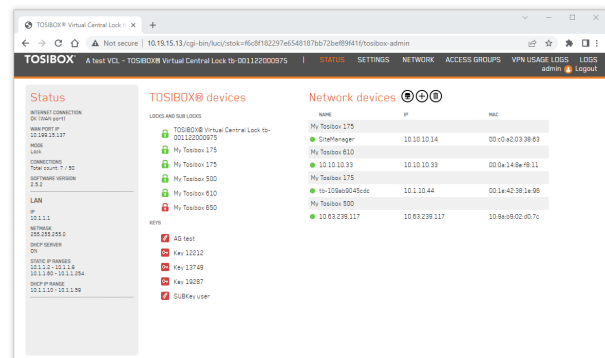 TOSIBOX® Virtual Central Lock t
Not secure | 10.19.15.13/cgi-bin/luci/;stok=f6c8f182297e6548187bb72bef89f41f/tosibox-admin
TOSIBOX® A test VCL - TOSIBOX® Virtual Central Lock tb-001122000975 | STATUS SETTINGS NETWORK ACCESS GROUPS VPN USAGE LOGS LOGS
admin Logout
Status
INTERNET CONNECTION
OK (WAN port)
WAN PORT IP
10.199.15.137
MODE
Lock
CONNECTIONS
Total count: 7 / 50
SOFTWARE VERSION
2.5.2
LAN
IP
10.1.1.1
NETMASK
255.255.255.0
DHCP SERVER
ON
STATIC IP RANGES
10.1.1.2 - 10.1.1.9
10.1.1.60 - 10.1.1.254
DHCP IP RANGE
10.1.1.10 - 10.1.1.59
TOSIBOX® devices
LOCKS AND SUB LOCKS
TOSIBOX® Virtual Central Lock tb-
001122000975
My Tosibox 175
My Tosibox 175
My Tosibox 500
My Tosibox 610
My Tosibox 650
KEYS
AG test
Key 12212
Key 13749
Key 19287
SUBKey user
Network devices
NAME IP MAC
My Tosibox 175
SiteManager 10.10.10.14 00:c0:a2:03:38:63
My Tosibox 610
10.10.10.33 10.10.10.33 00:0a:14:8e:f8:11
My Tosibox 175
tb-109ab9045cdc 10.1.10.44 00:1e:42:38:1e:96
My Tosibox 500
10.63.239.117 10.63.239.117 10:9a:b9:02:d0:7c